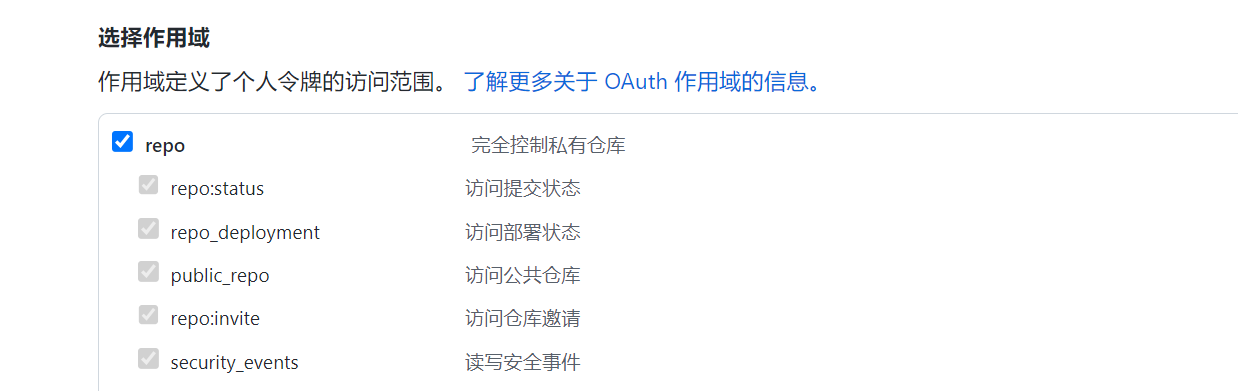 选择作用域
作用域定义了个人令牌的访问范围。 了解更多关于 OAuth 作用域的信息。
repo 完全控制私有仓库
repo:status 访问提交状态
repo_deployment 访问部署状态
public_repo 访问公共仓库
repo:invite 访问仓库邀请
security_events 读写安全事件